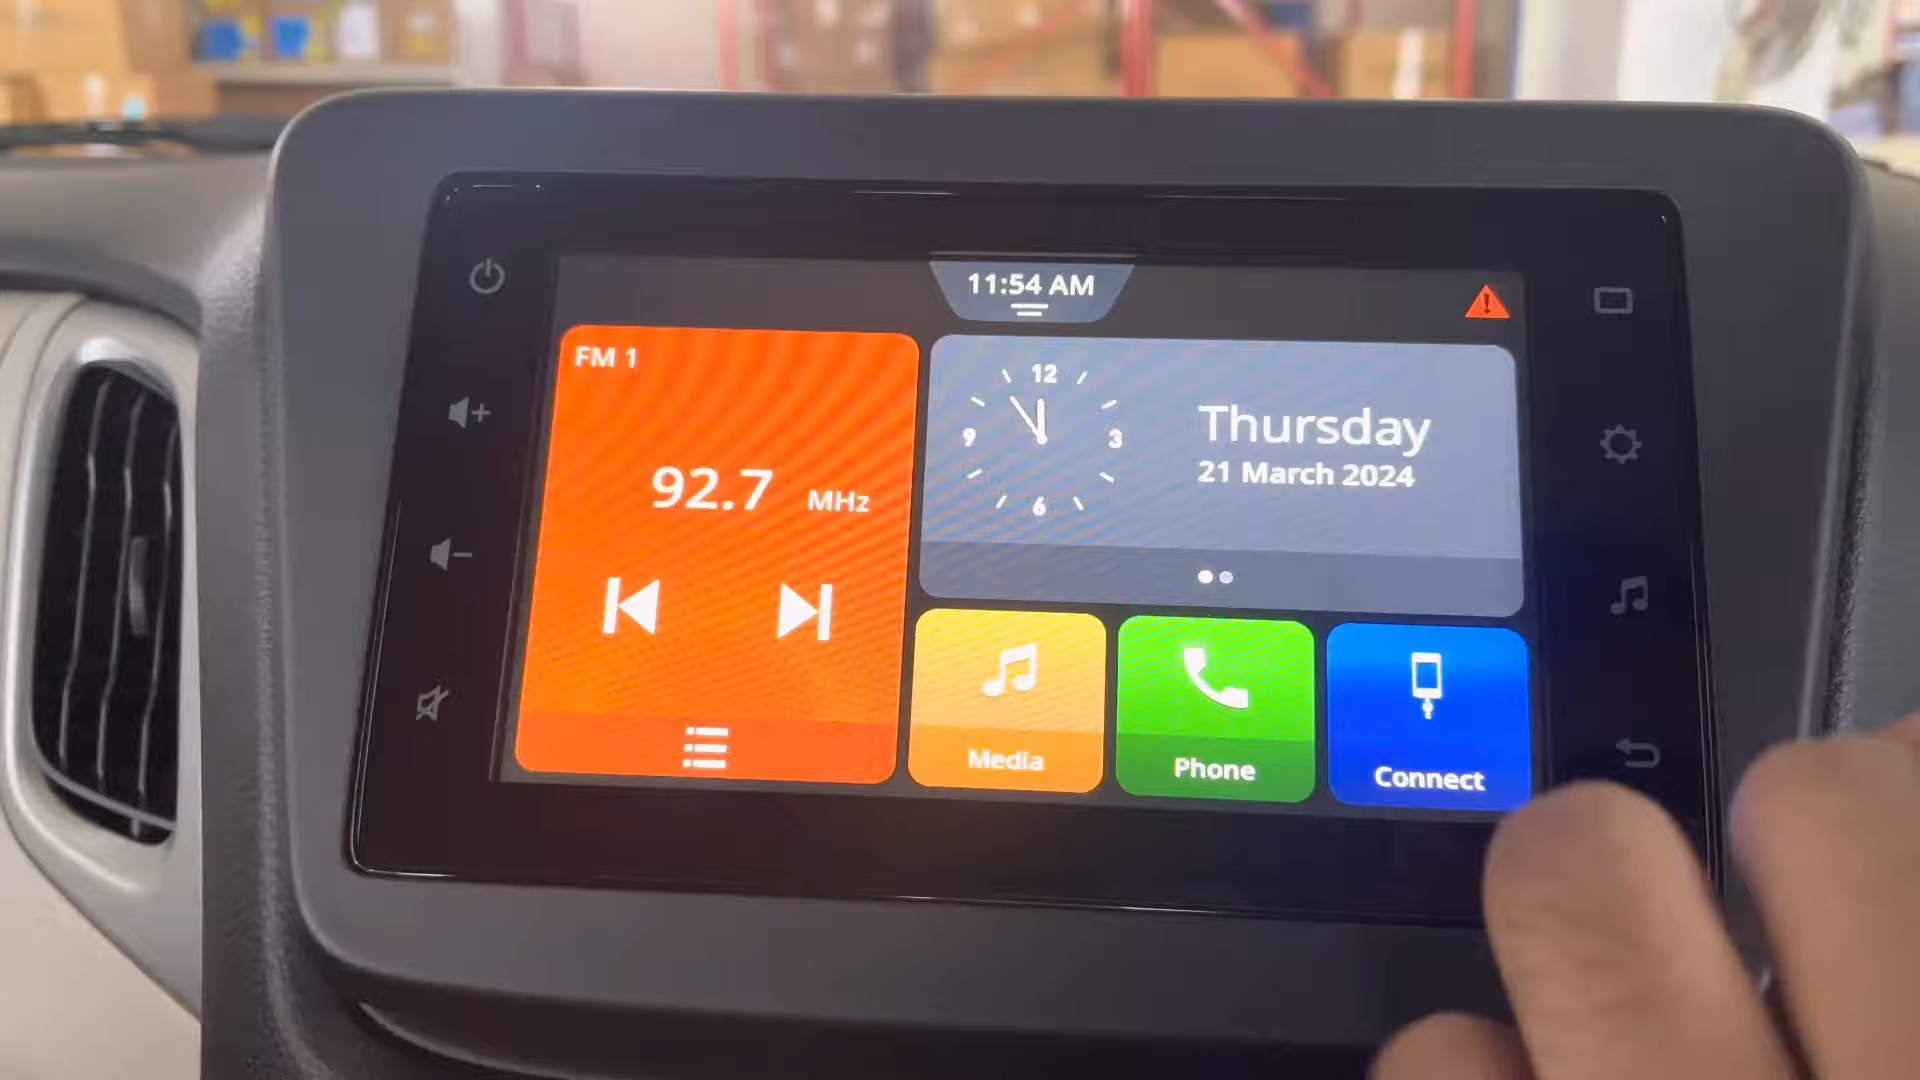 11:54 AM
FM 1
92.7 MHz
12
9
3
6
Thursday
21 March 2024
Media
Phone
Connect